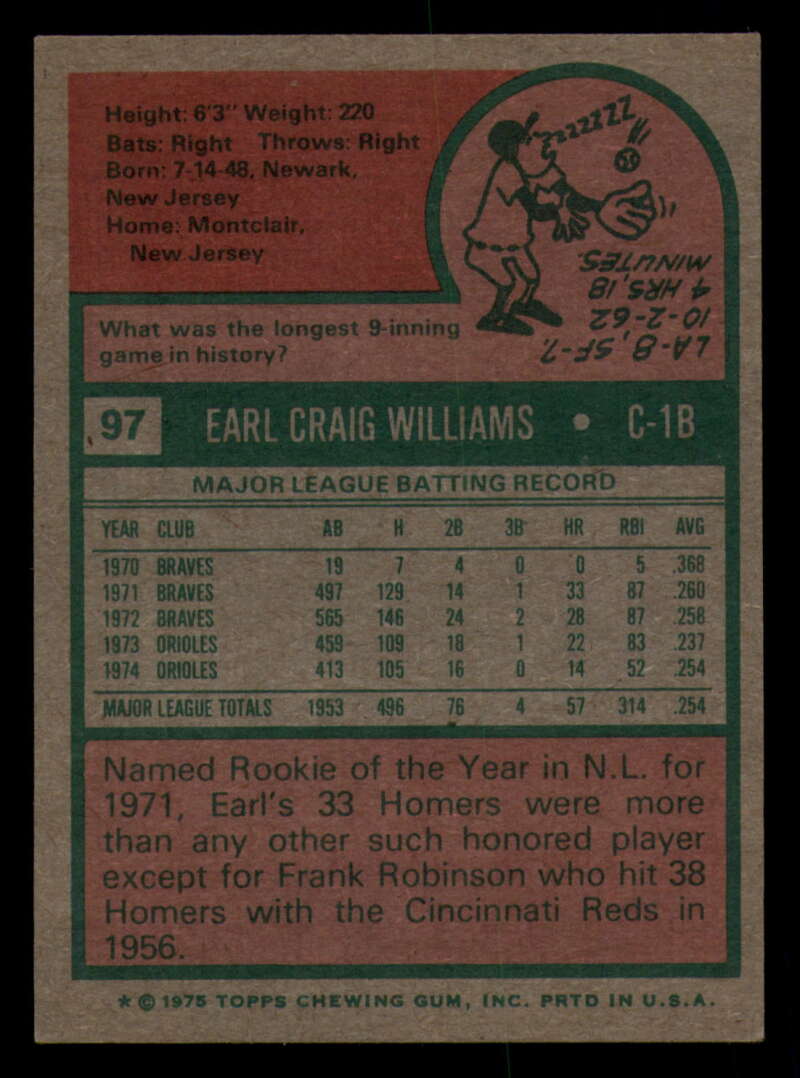 Height: 6'3" Weight: 220
Bats: Right Throws: Right
Born: 7-14-48, Newark,
New Jersey
Home: Montclair,
New Jersey
ZZZZZZZ
What was the longest 9-inning
game in history?
LA-8, SF-7.
10-2-62
4 HRS, 18
MINUTES.
97 EARL CRAIG WILLIAMS • C-1B
MAJOR LEAGUE BATTING RECORD
YEAR CLUB AB H 2B 3B HR RBI AVG
1970 BRAVES 19 7 4 0 0 5 .368
1971 BRAVES 497 129 14 1 33 87 .260
1972 BRAVES 565 146 24 2 28 87 .258
1973 ORIOLES 459 109 18 1 22 83 .237
1974 ORIOLES 413 105 16 0 14 52 .254
MAJOR LEAGUE TOTALS 1953 496 76 4 57 314 .254
Named Rookie of the Year in N.L. for
1971, Earl's 33 Homers were more
than any other such honored player
except for Frank Robinson who hit 38
Homers with the Cincinnati Reds in
1956.
* © 1975 TOPPS CHEWING GUM, INC. PRTD IN U.S.A.